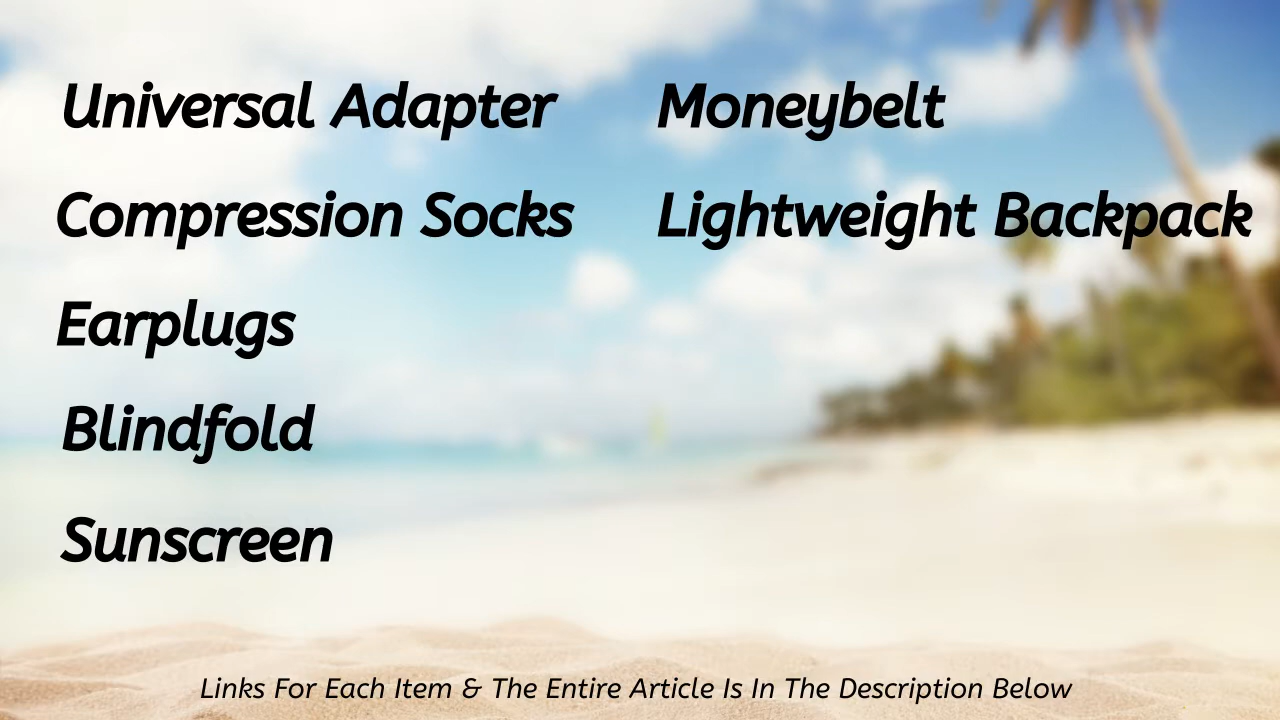 Universal Adapter
Compression Socks
Earplugs
Blindfold
Sunscreen
Moneybelt
Lightweight Backpack
Links For Each Item & The Entire Article Is In The Description Below